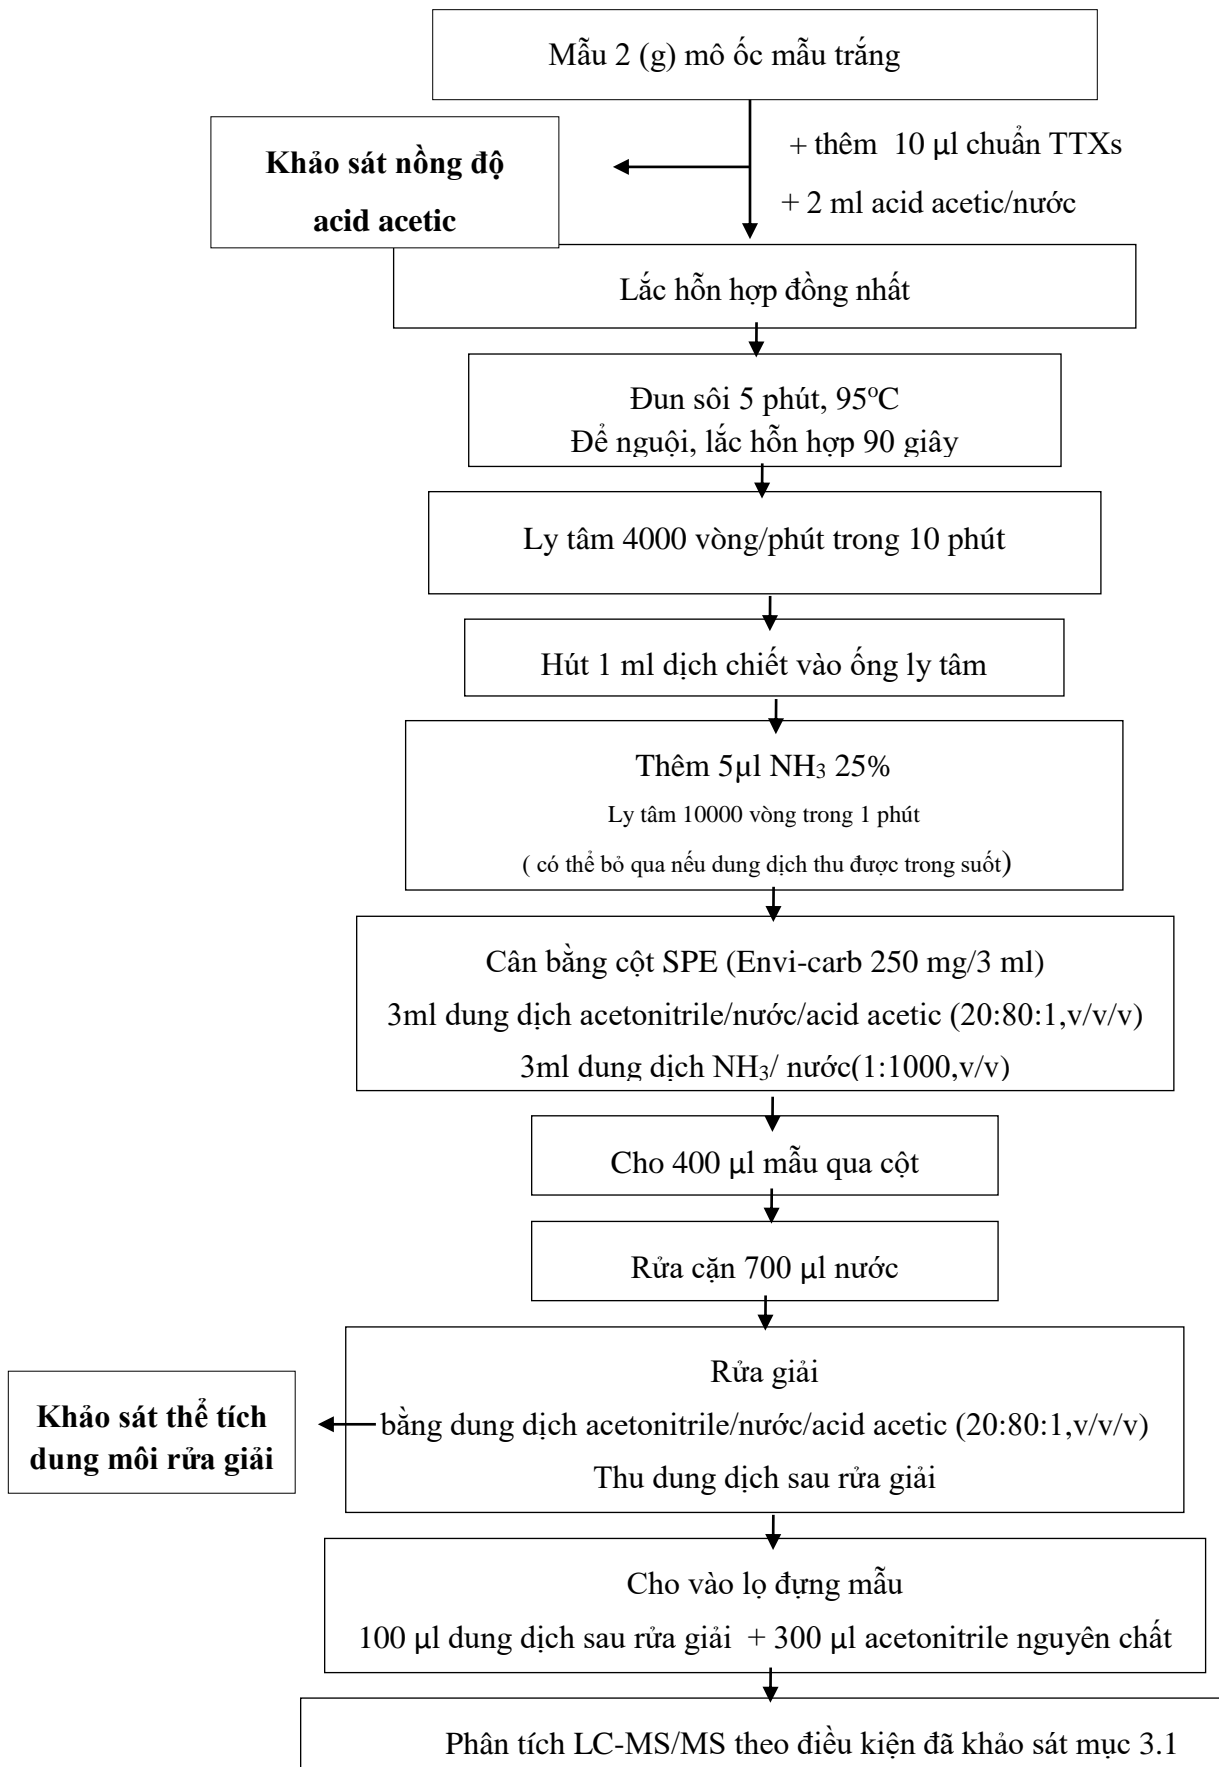 Mẫu 2 (g) mô ốc mẫu trắng
+ thêm 10 µl chuẩn TTXs
+ 2 ml acid acetic/nước
Khảo sát nồng độ
acid acetic
Lắc hỗn hợp đồng nhất
Đun sôi 5 phút, 95ºC
Để nguội, lắc hỗn hợp 90 giây
Ly tâm 4000 vòng/phút trong 10 phút
Hút 1 ml dịch chiết vào ống ly tâm
Thêm 5µl NH₃ 25%
Ly tâm 10000 vòng trong 1 phút
( có thể bỏ qua nếu dung dịch thu được trong suốt)
Cân bằng cột SPE (Envi-carb 250 mg/3 ml)
3ml dung dịch acetonitrile/nước/acid acetic (20:80:1,v/v/v)
3ml dung dịch NH₃/ nước(1:1000,v/v)
Cho 400 µl mẫu qua cột
Rửa cặn 700 µl nước
Rửa giải
bằng dung dịch acetonitrile/nước/acid acetic (20:80:1,v/v/v)
Thu dung dịch sau rửa giải
Khảo sát thể tích
dung môi rửa giải
Cho vào lọ đựng mẫu
100 µl dung dịch sau rửa giải + 300 µl acetonitrile nguyên chất
Phân tích LC-MS/MS theo điều kiện đã khảo sát mục 3.1